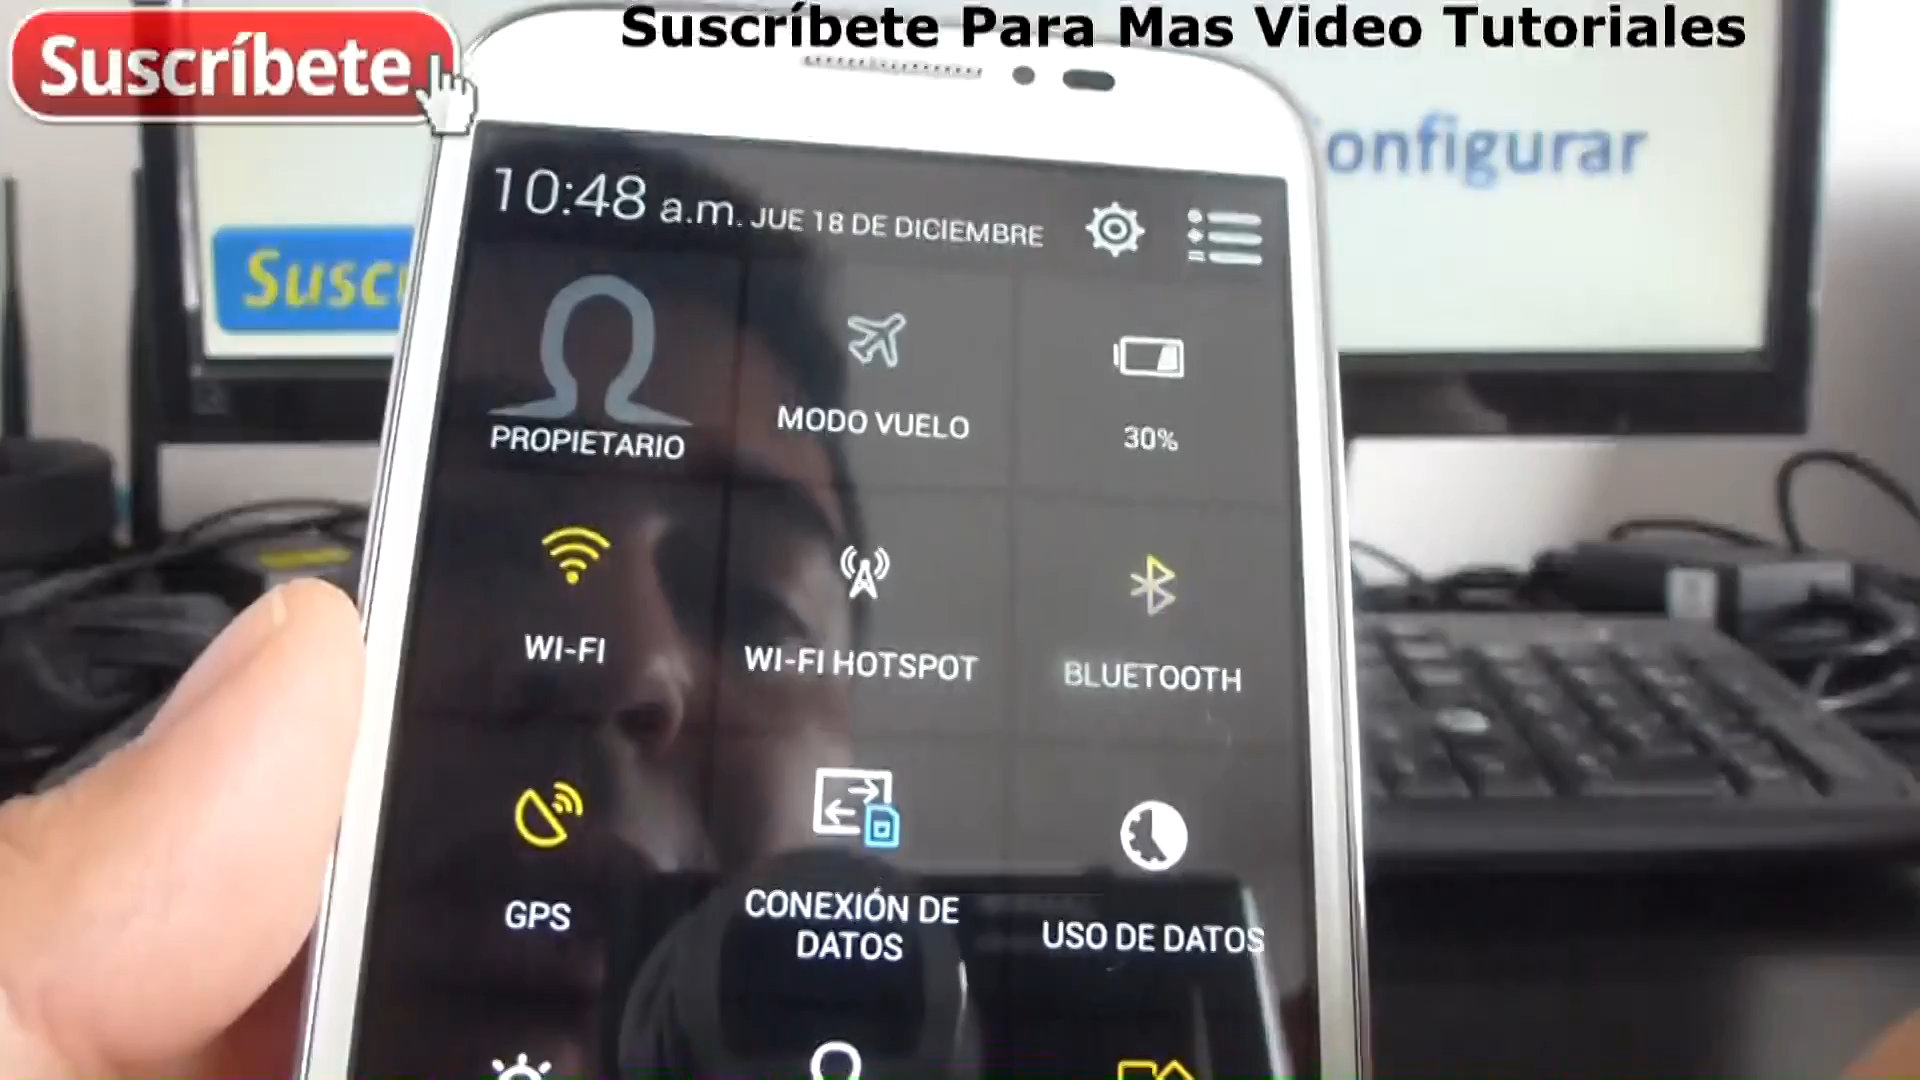 Suscríbete Para Mas Video Tutoriales
Suscríbete
onfigurar
Susc
10:48 a.m. JUE 18 DE DICIEMBRE
PROPIETARIO
MODO VUELO
30%
WI-FI
WI-FI HOTSPOT
BLUETOOTH
GPS
CONEXIÓN DE
DATOS
USO DE DATOS